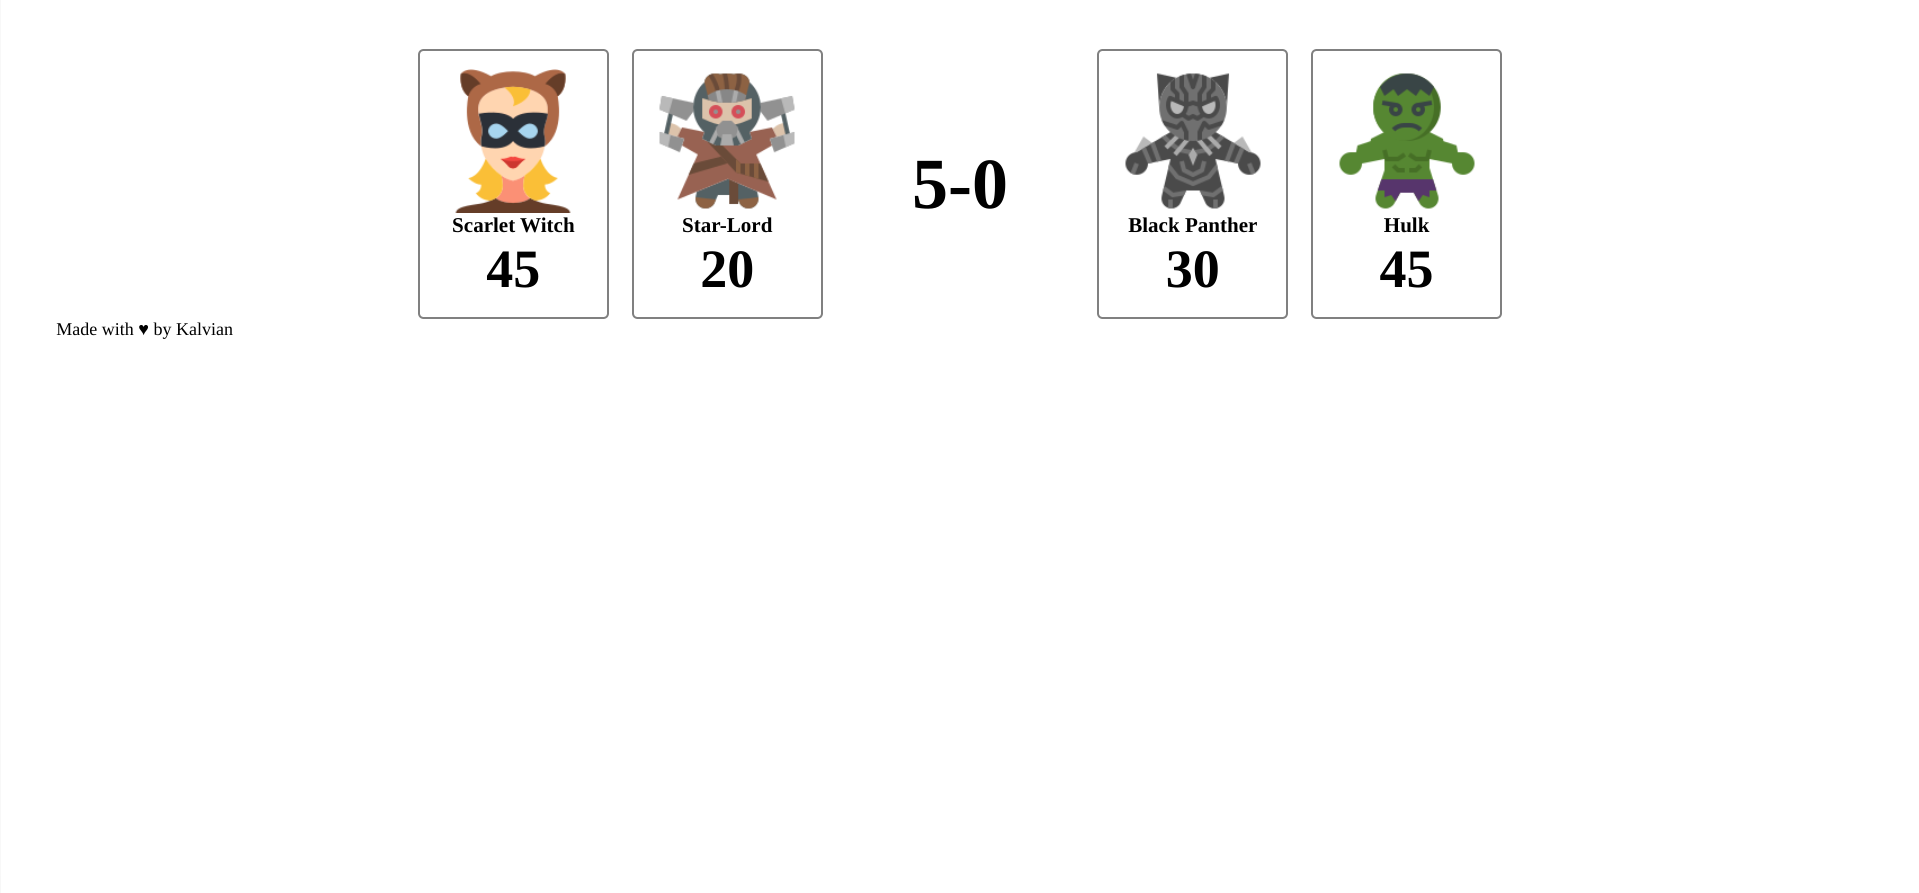 Scarlet Witch
45
Star-Lord
20
5-0
Black Panther
30
Hulk
45
Made with ♥ by Kalvian